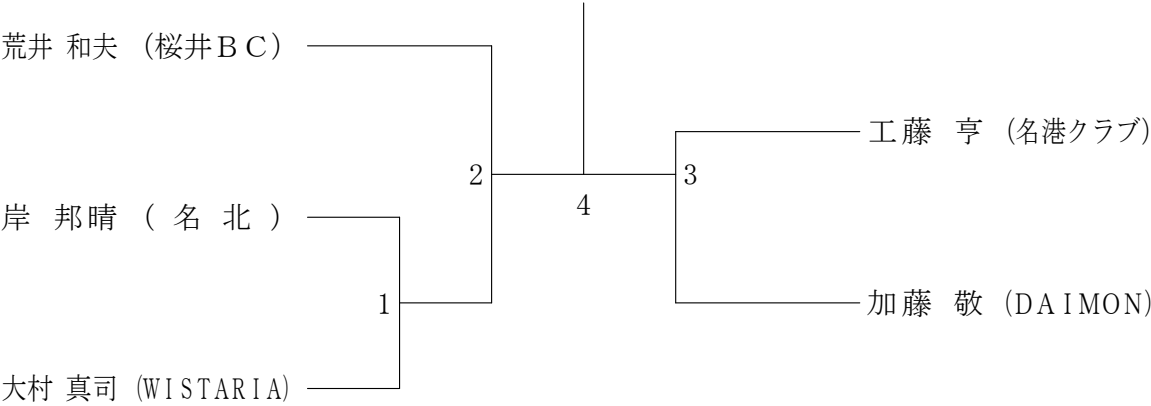 荒井 和夫 （桜井ＢＣ）
2
岸 邦晴 （ 名 北 ）
1
大村 真司 (WISTARIA)
4
工藤 亨 (名港クラブ)
3
加藤 敬 (DAIMON)